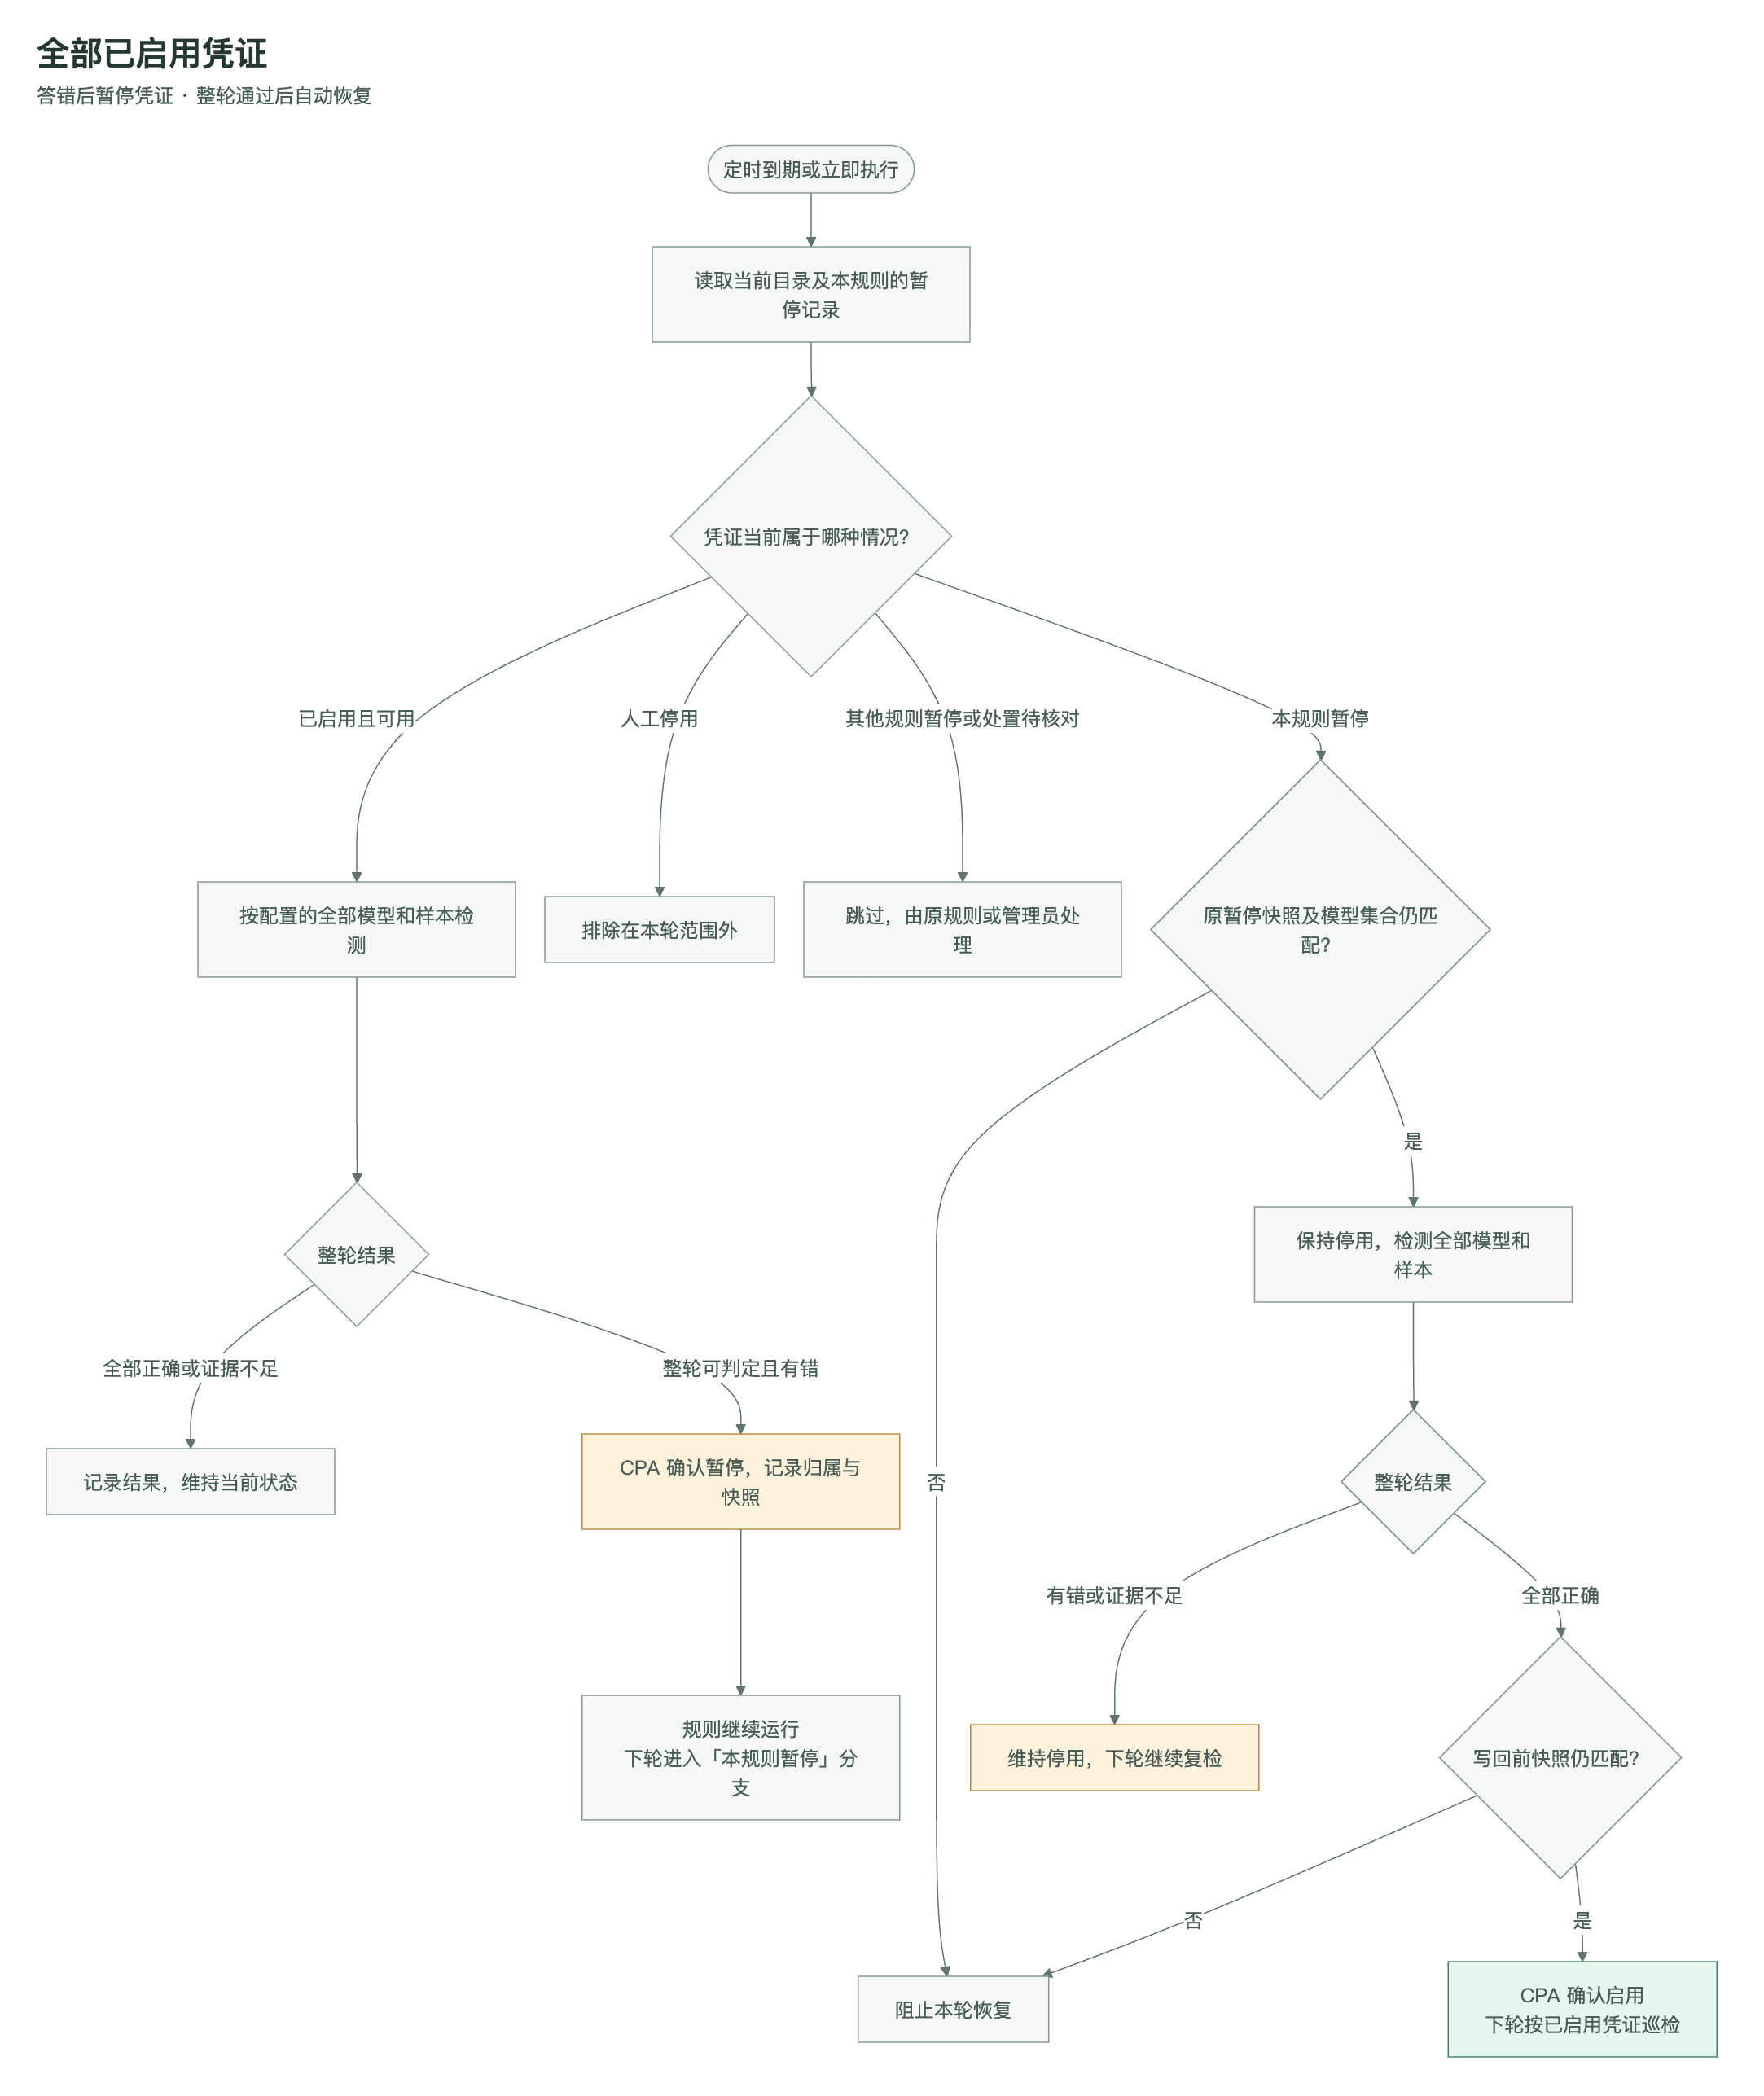 全部已启用凭证
答错后暂停凭证 · 整轮通过后自动恢复
定时到期或立即执行
读取当前目录及本规则的暂
停记录
凭证当前属于哪种情况?
已启用且可用
人工停用
其他规则暂停或处置待核对
本规则暂停
按配置的全部模型和样本检
测
排除在本轮范围外
跳过，由原规则或管理员处
理
原暂停快照及模型集合仍匹
配?
是
整轮结果
保持停用，检测全部模型和
样本
全部正确或证据不足
整轮可判定且有错
记录结果，维持当前状态
CPA 确认暂停，记录归属与
快照
否
整轮结果
有错或证据不足
全部正确
规则继续运行
下轮进入「本规则暂停」分
支
维持停用，下轮继续复检
写回前快照仍匹配?
否
是
阻止本轮恢复
CPA 确认启用
下轮按已启用凭证巡检